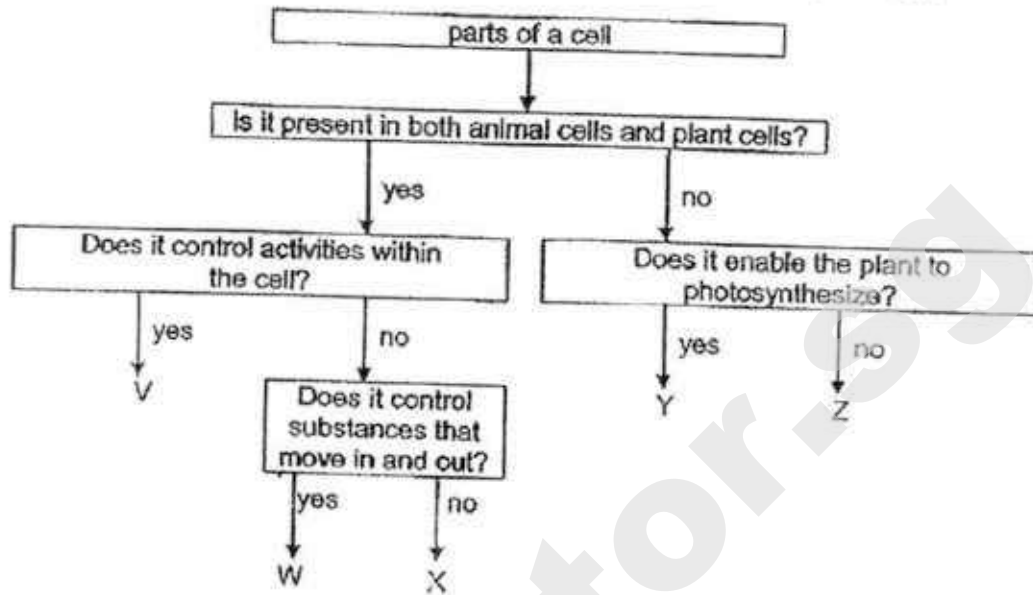 parts of a cell
Is it present in both animal cells and plant cells?
yes
no
Does it control activities within
the cell?
Does it enable the plant to
photosynthesize?
yes
no
yes
no
V
Does it control
substances that
move in and out?
Y
Z
yes
no
W
X
tor.sg